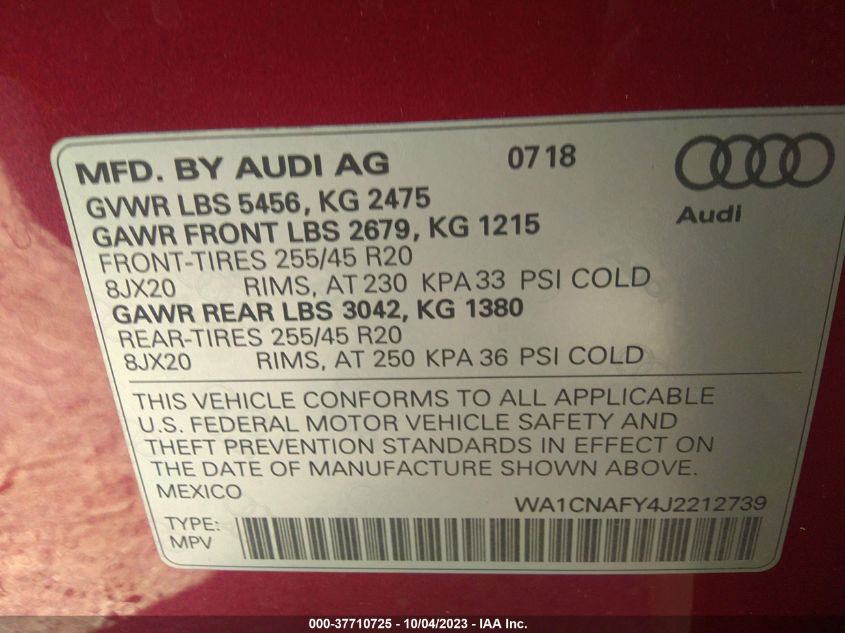 MFD. BY AUDI AG 0718
Audi
GVWR LBS 5456, KG 2475
GAWR FRONT LBS 2679, KG 1215
FRONT-TIRES 255/45 R20
8JX20 RIMS, AT 230 KPA 33 PSI COLD
GAWR REAR LBS 3042, KG 1380
REAR-TIRES 255/45 R20
8JX20 RIMS, AT 250 KPA 36 PSI COLD
THIS VEHICLE CONFORMS TO ALL APPLICABLE
U.S. FEDERAL MOTOR VEHICLE SAFETY AND
THEFT PREVENTION STANDARDS IN EFFECT ON
THE DATE OF MANUFACTURE SHOWN ABOVE.
MEXICO
WA1CNAFY4J2212739
TYPE:
MPV
000-37710725 - 10/04/2023 - IAA Inc.